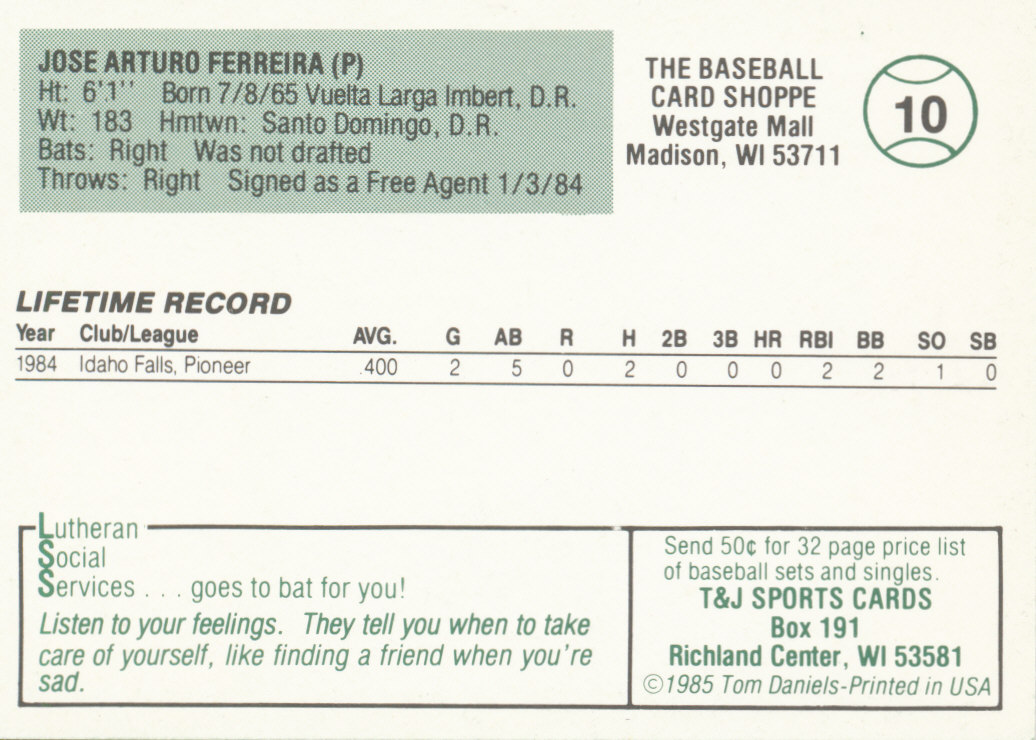 JOSE ARTURO FERREIRA (P)
Ht: 6'1'' Born 7/8/65 Vuelta Larga Imbert, D.R.
Wt: 183 Hmtwn: Santo Domingo, D.R.
Bats: Right Was not drafted
Throws: Right Signed as a Free Agent 1/3/84
THE BASEBALL
CARD SHOPPE
Westgate Mall
Madison, WI 53711
10
LIFETIME RECORD
Year Club/League AVG. G AB R H 2B 3B HR RBI BB SO SB
1984 Idaho Falls, Pioneer .400 2 5 0 2 0 0 0 2 2 1 0
Lutheran
Social
Services . . . goes to bat for you!
Listen to your feelings. They tell you when to take
care of yourself, like finding a friend when you're
sad.
Send 50¢ for 32 page price list
of baseball sets and singles.
T&J SPORTS CARDS
Box 191
Richland Center, WI 53581
©1985 Tom Daniels-Printed in USA